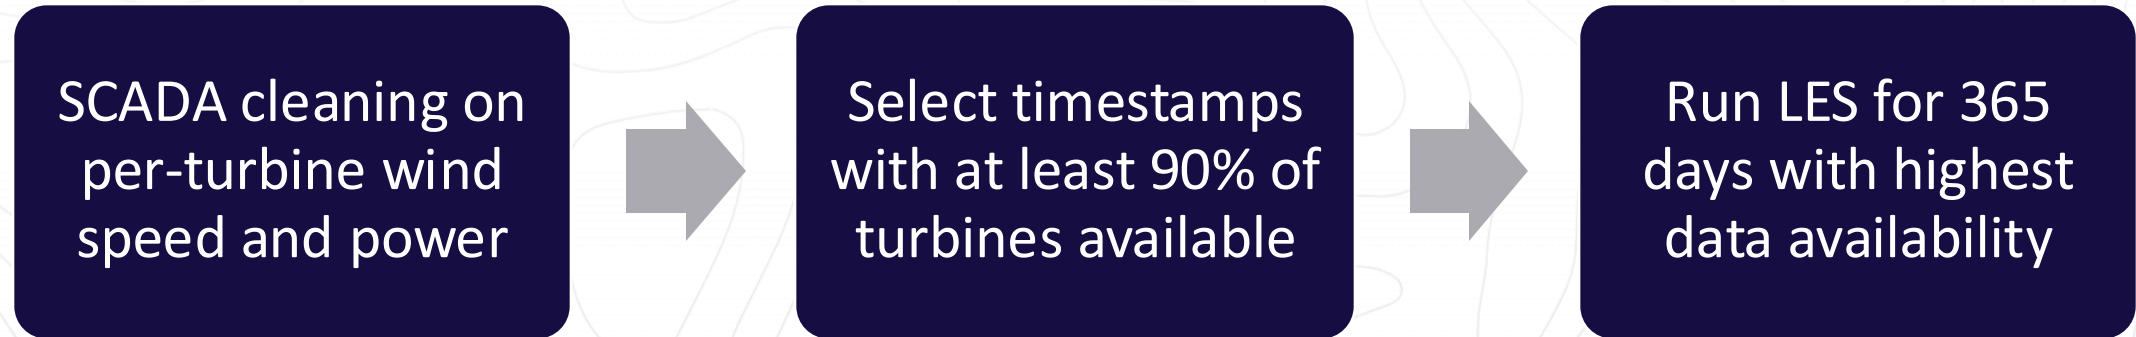 SCADA cleaning on
per-turbine wind
speed and power
Select timestamps
with at least 90% of
turbines available
Run LES for 365
days with highest
data availability